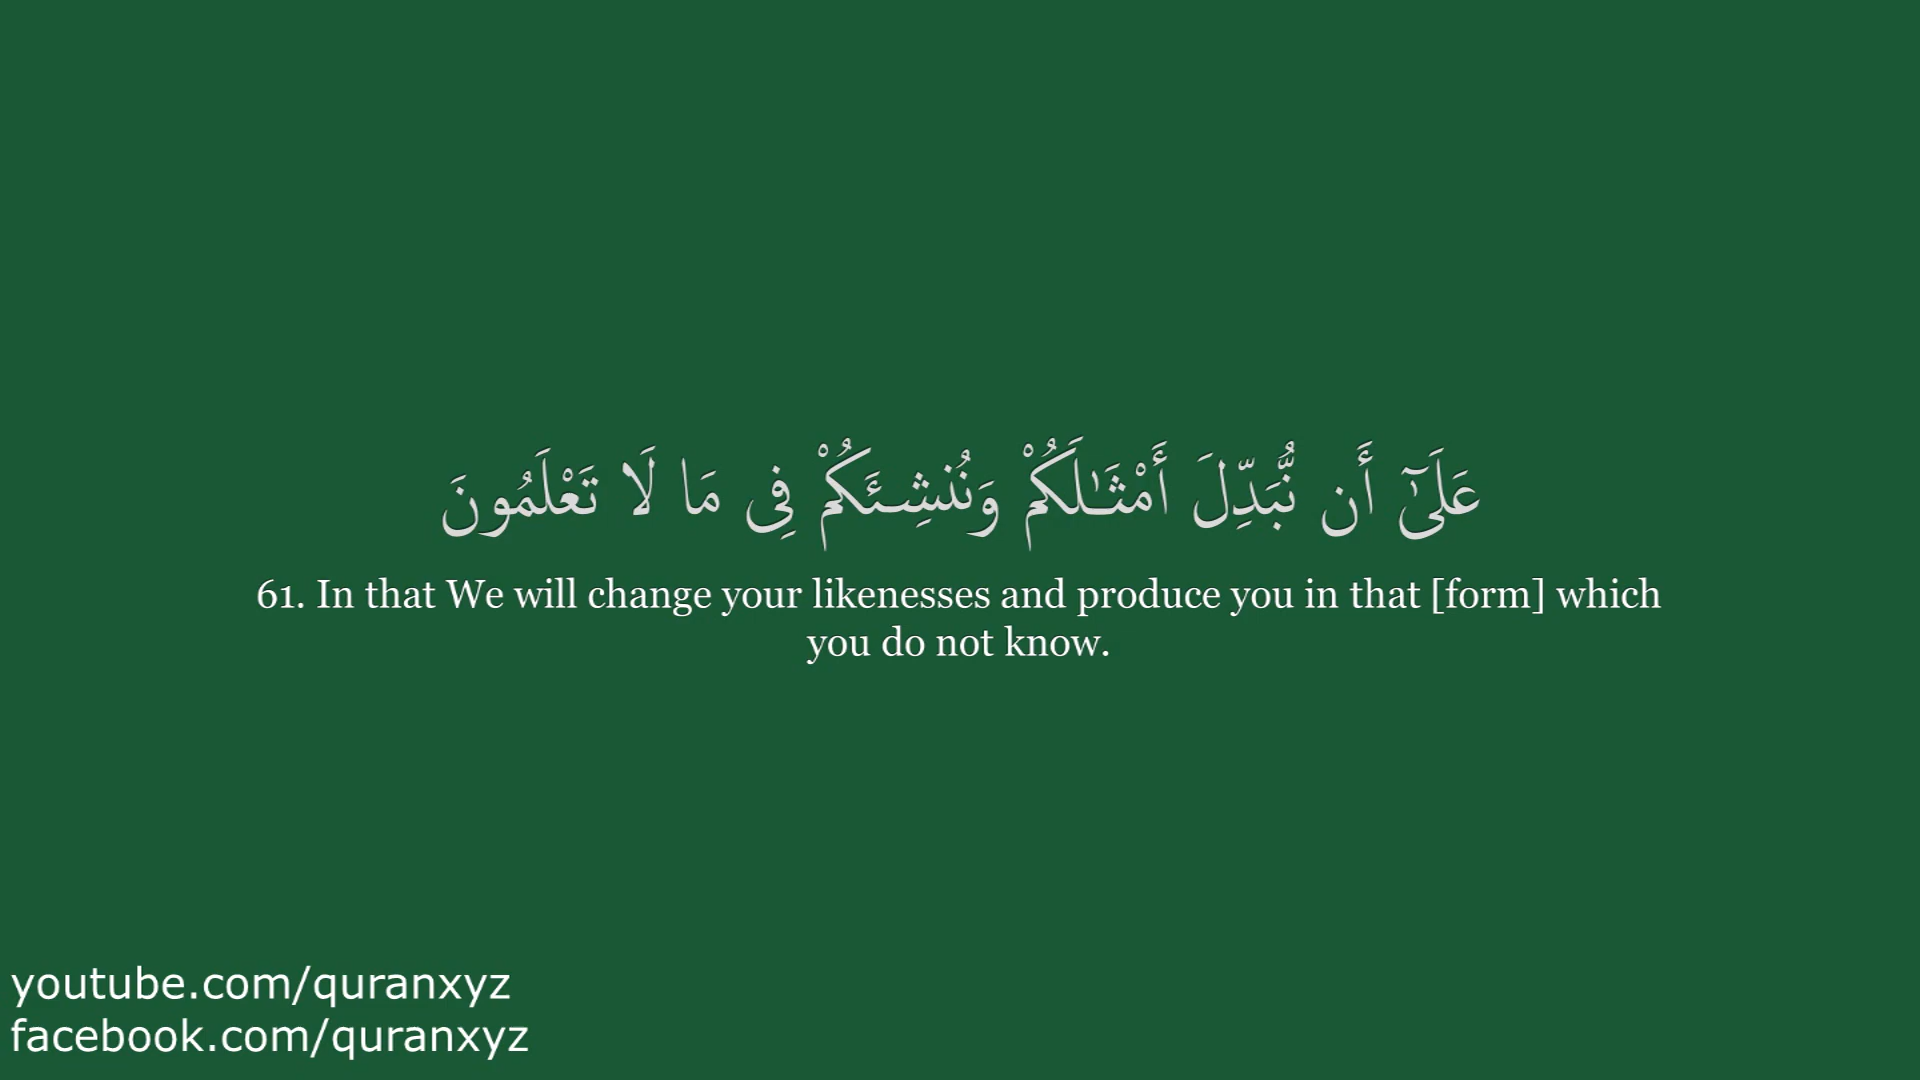 عَلَىٰٓ أَن نُّبَدِّلَ أَمْثَـٰلَكُمْ وَنُنشِئَكُمْ فِى مَا لَا تَعْلَمُونَ
61. In that We will change your likenesses and produce you in that [form] which
you do not know.
youtube.com/quranxyz
facebook.com/quranxyz